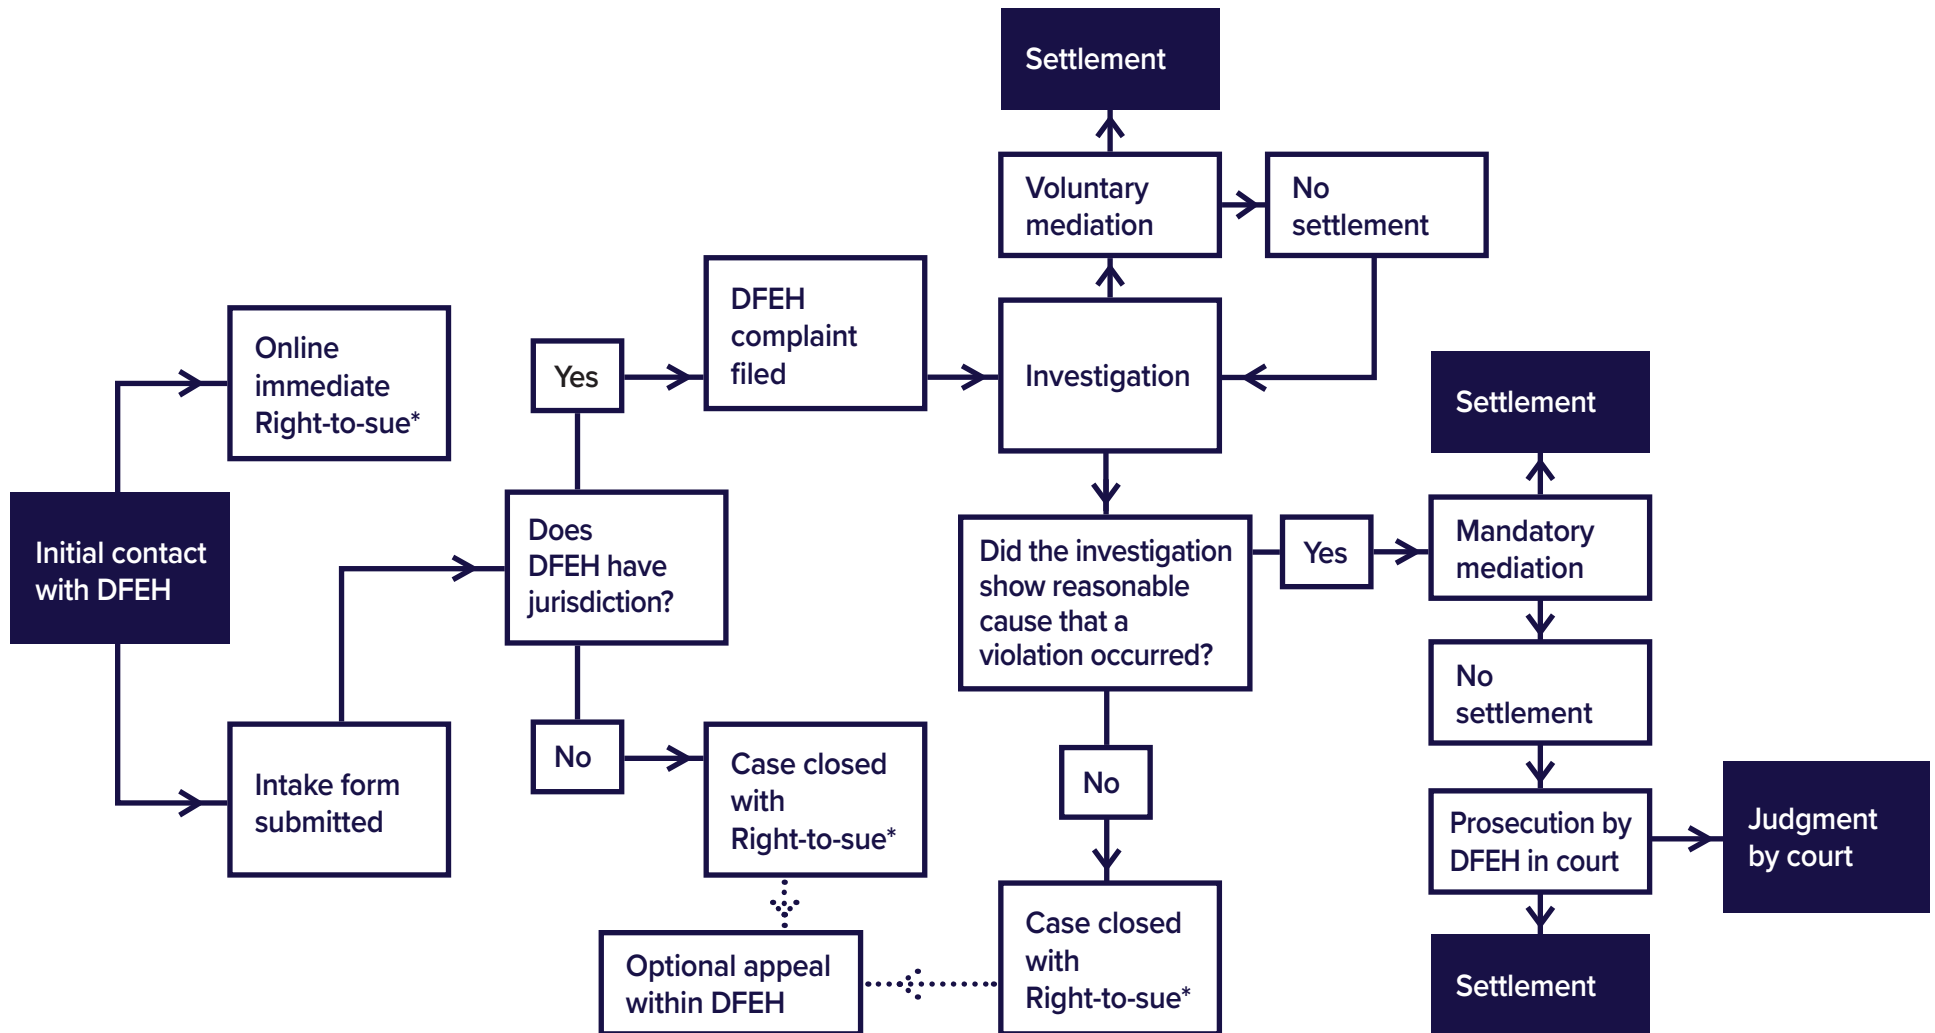 Settlement
Voluntary
mediation
No
settlement
DFEH
complaint
filed
Online
immediate
Right-to-sue*
Yes
Investigation
Settlement
Initial contact
with DFEH
Does
DFEH have
jurisdiction?
Did the investigation
show reasonable
cause that a
violation occurred?
Yes
Mandatory
mediation
No
settlement
Intake form
submitted
No
Case closed
with
Right-to-sue*
No
Prosecution by
DFEH in court
Judgment
by court
Optional appeal
within DFEH
Case closed
with
Right-to-sue*
Settlement